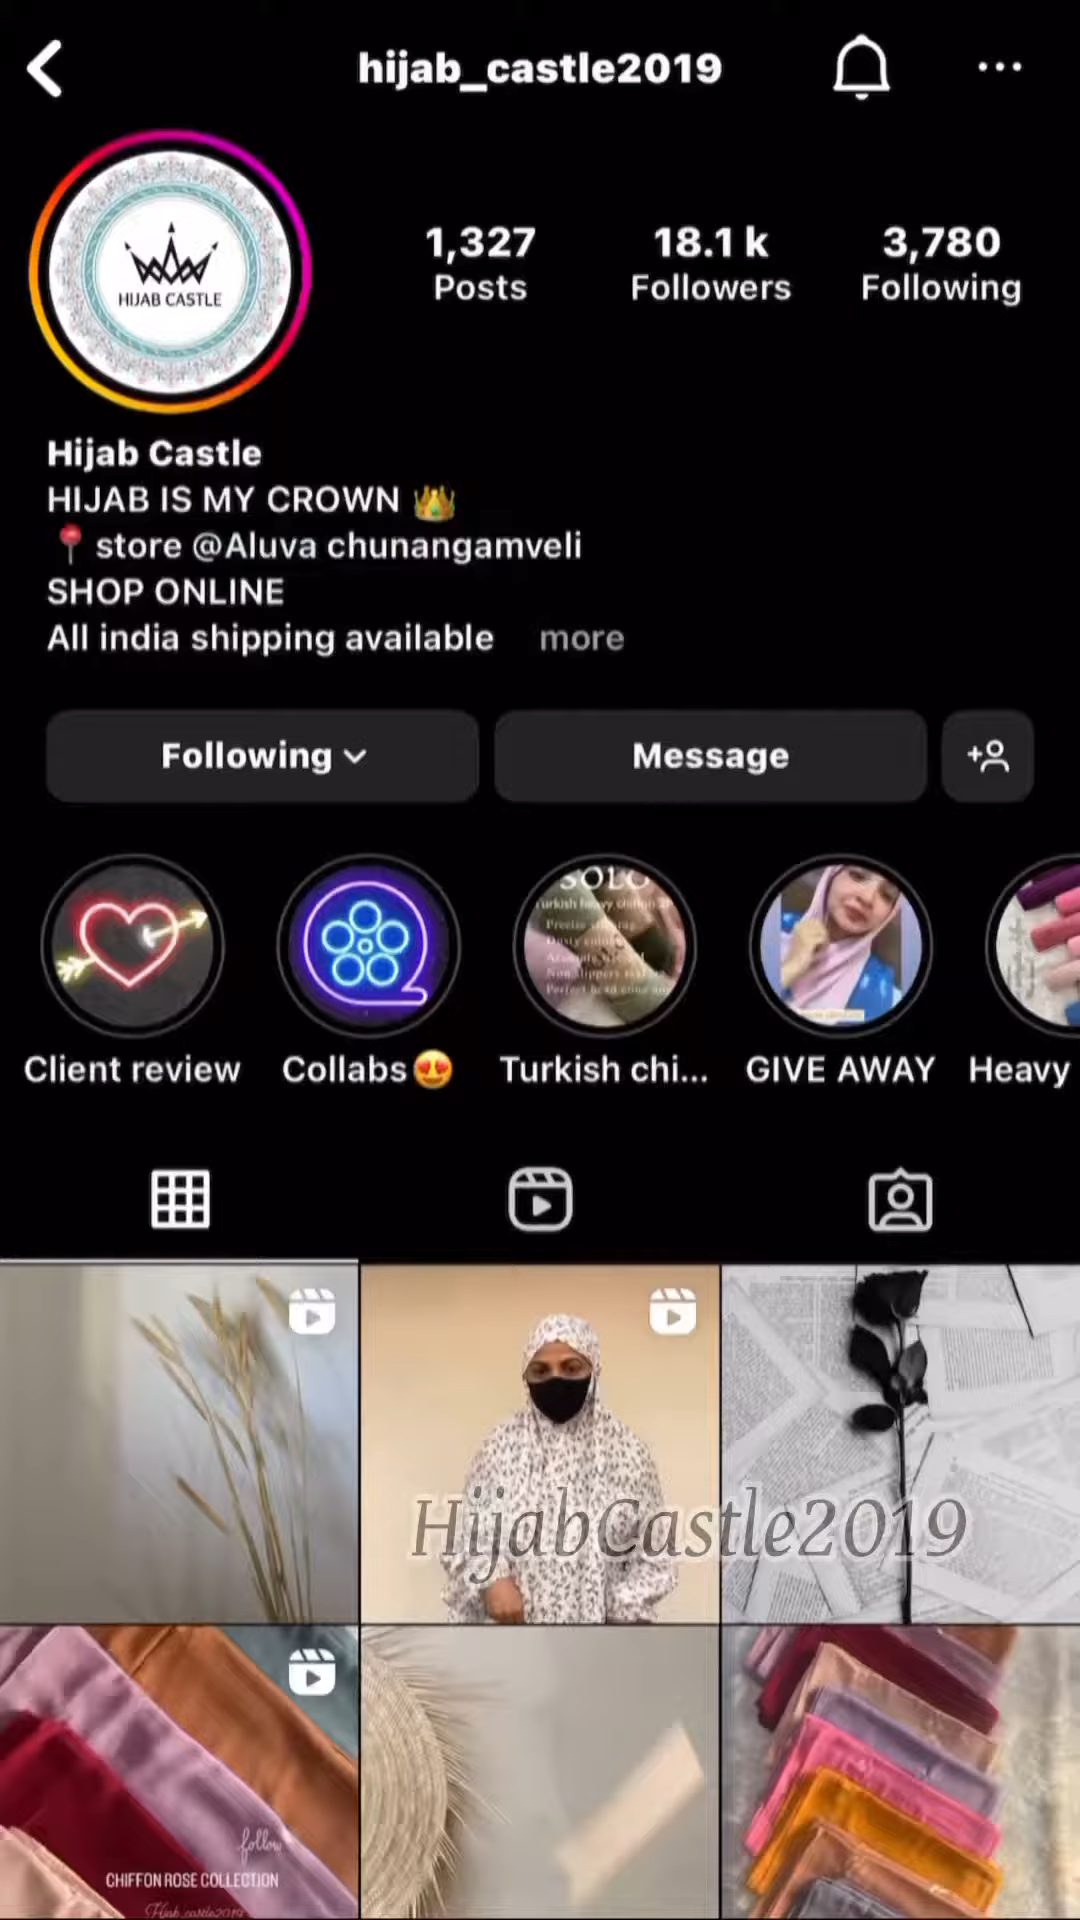 hijab_castle2019
HIJAB CASTLE
1,327
Posts
18.1 k
Followers
3,780
Following
Hijab Castle
HIJAB IS MY CROWN 👑
📍 store @Aluva chunangamveli
SHOP ONLINE
All india shipping available more
Following
Message
SOLO
Client review
Collabs😍
Turkish chi...
GIVE AWAY
Heavy
HijabCastle2019
follow
CHIFFON ROSE COLLECTION